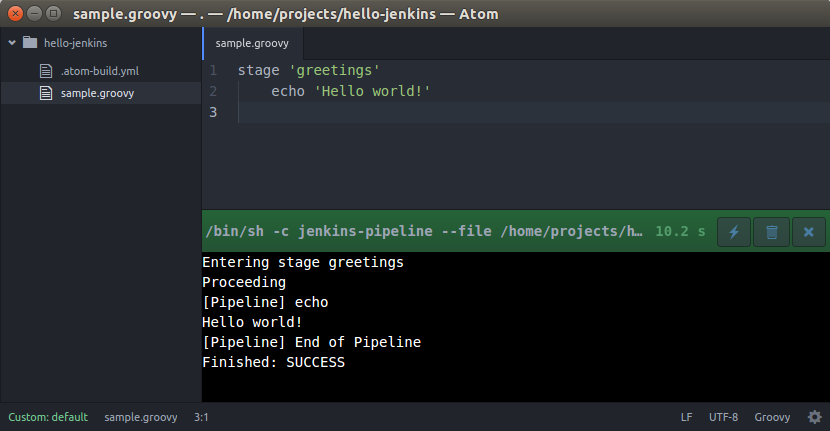 sample.groovy — . — /home/projects/hello-jenkins — Atom
hello-jenkins
.atom-build.yml
sample.groovy
sample.groovy
1 stage 'greetings'
2 echo 'Hello world!'
3
/bin/sh -c jenkins-pipeline --file /home/projects/h… 10.2 s
Entering stage greetings
Proceeding
[Pipeline] echo
Hello world!
[Pipeline] End of Pipeline
Finished: SUCCESS
Custom: default sample.groovy 3:1 LF UTF-8 Groovy